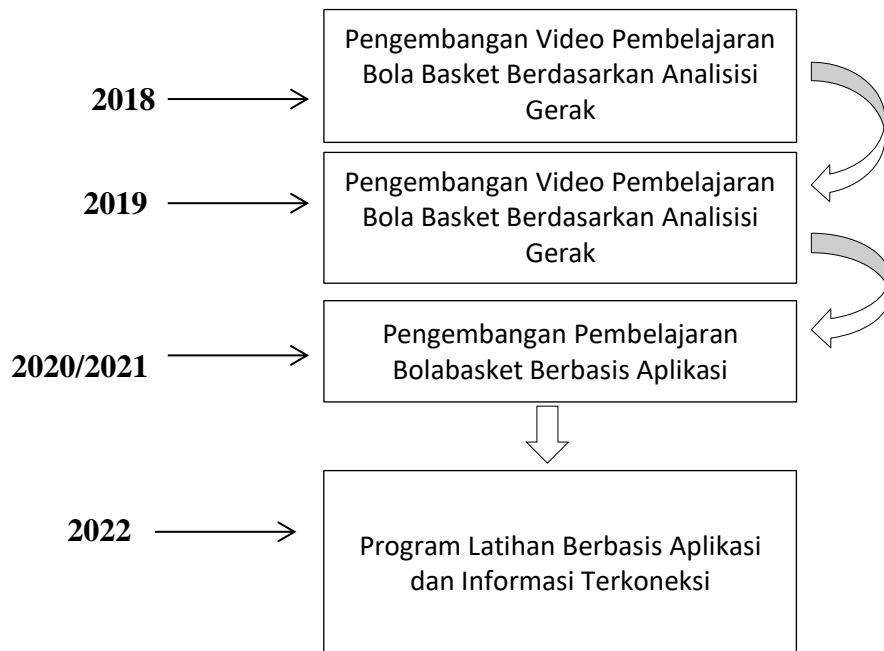 Pengembangan Video Pembelajaran
Bola Basket Berdasarkan Analisisi
Gerak
2018
Pengembangan Video Pembelajaran
Bola Basket Berdasarkan Analisisi
Gerak
2019
Pengembangan Pembelajaran
Bolabasket Berbasis Aplikasi
2020/2021
2022
Program Latihan Berbasis Aplikasi
dan Informasi Terkoneksi